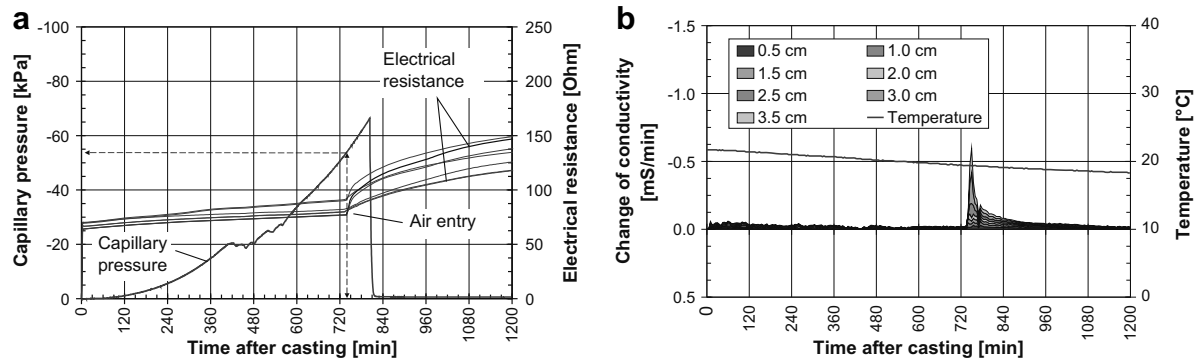 a
-100
-80
-60
-40
-20
0
Capillary pressure [kPa]
250
200
150
100
50
0
Electrical resistance [Ohm]
Electrical
resistance
Air entry
Capillary
pressure
0
120
240
360
480
600
720
840
960
1080
1200
Time after casting [min]
b
-1.5
-1.0
-0.5
0.0
0.5
Change of conductivity
[mS/min]
40
30
20
10
0
Temperature [°C]
0.5 cm
1.0 cm
1.5 cm
2.0 cm
2.5 cm
3.0 cm
3.5 cm
Temperature
0
120
240
360
480
600
720
840
960
1080
1200
Time after casting [min]